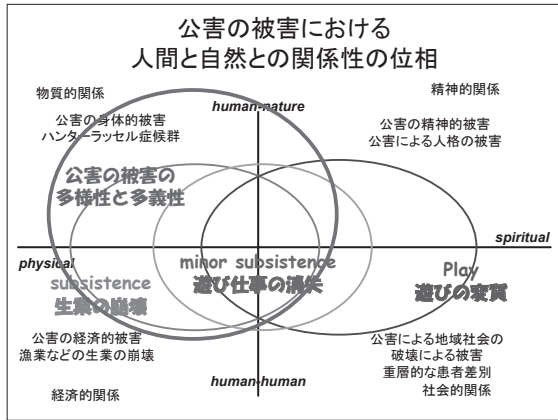 公害の被害における
人間と自然との関係性の位相
物質的関係
精神的関係
human-nature
公害の身体的被害
ハンターラッセル症候群
公害の精神的被害
公害による人格の被害
公害の被害の
多様性と多義性
spiritual
physical
subsistence
生業の崩壊
minor subsistence
遊び仕事の消失
Play
遊びの変質
公害の経済的被害
漁業などの生業の崩壊
公害による地域社会の
破壊による被害
重層的な患者差別
human-human
経済的関係
社会的関係